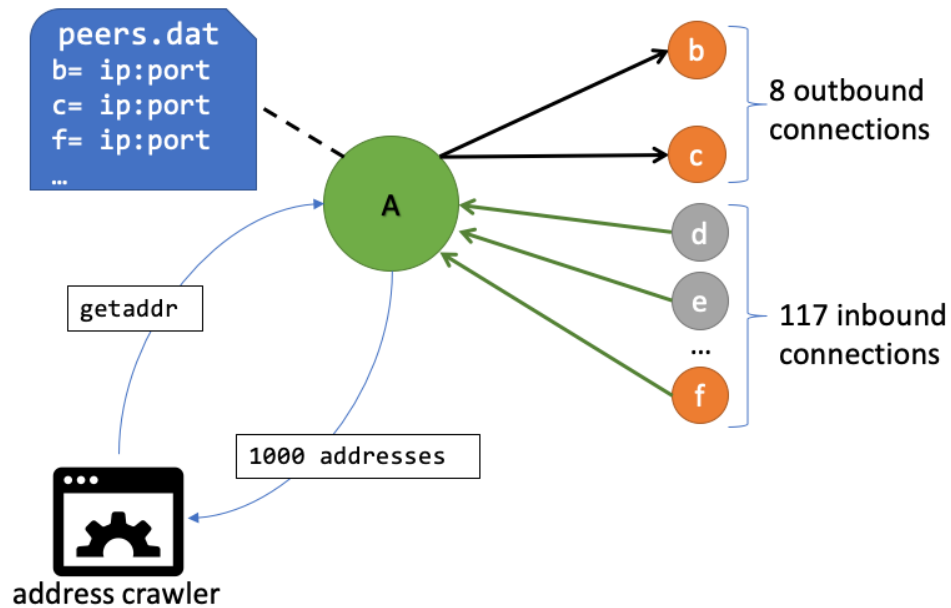 peers.dat
b= ip:port
c= ip:port
f= ip:port
…
A
b
c
8 outbound
connections
d
e
...
f
117 inbound
connections
getaddr
1000 addresses
address crawler